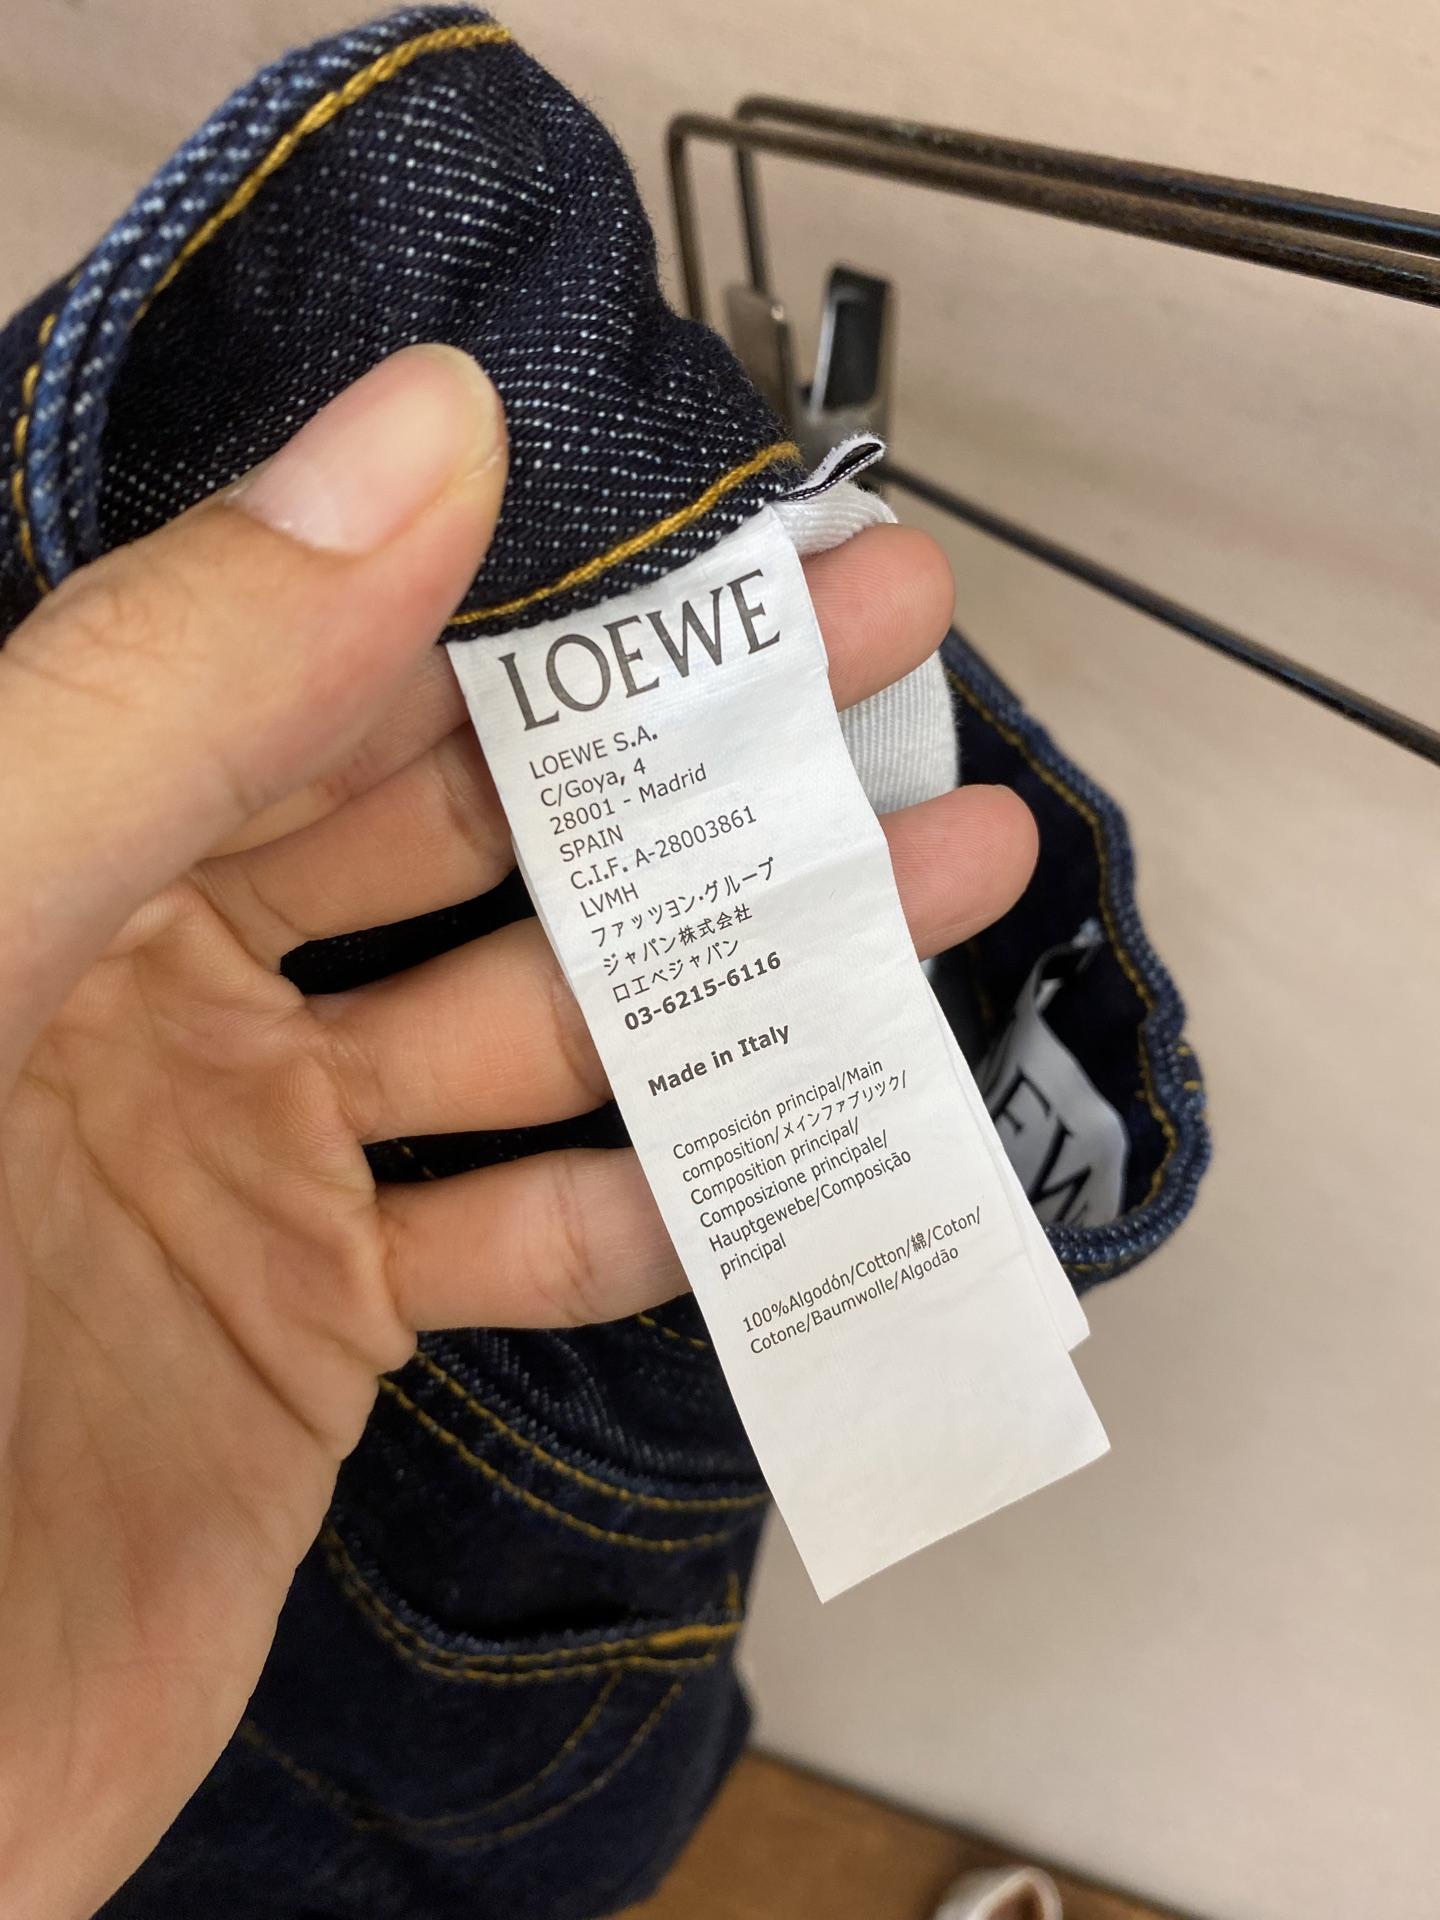 LOEWE
LOEWE S.A.
C/Goya, 4
28001 - Madrid
SPAIN
C.I.F. A-28003861
LVMH
ファッツヨン・グループ
ジャパン株式会社
ロエベジャパン
03-6215-6116
Made in Italy
Composición principal/Main
composition/メインファブリック/
Composition principal/
Composizione principale/
Hauptgewebe/Composição
principal
100%Algodón/Cotton/綿/Coton/
Cotone/Baumwolle/Algodão